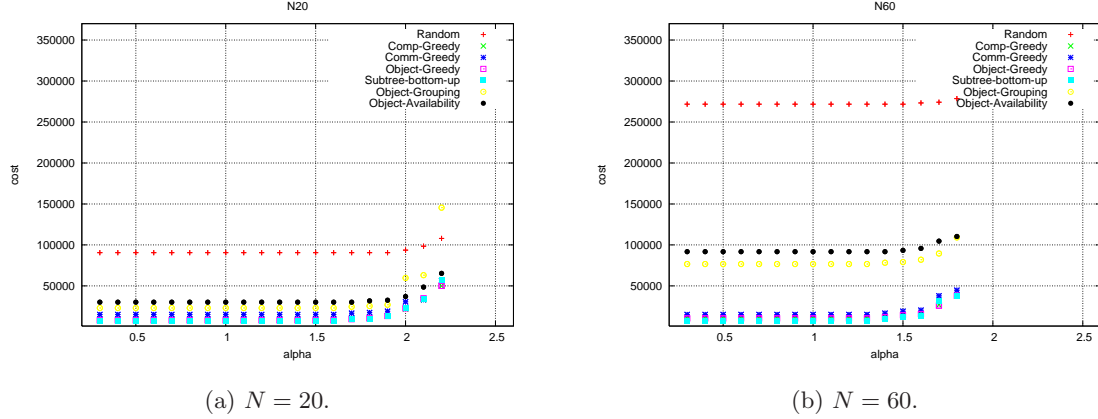 N20
350000
300000
250000
200000
150000
100000
50000
cost
0.5
1
1.5
2
2.5
alpha
Random
Comp-Greedy
Comm-Greedy
Object-Greedy
Subtree-bottom-up
Object-Grouping
Object-Availability
(a) N = 20.
N60
350000
300000
250000
200000
150000
100000
50000
cost
0.5
1
1.5
2
2.5
alpha
Random
Comp-Greedy
Comm-Greedy
Object-Greedy
Subtree-bottom-up
Object-Grouping
Object-Availability
(b) N = 60.